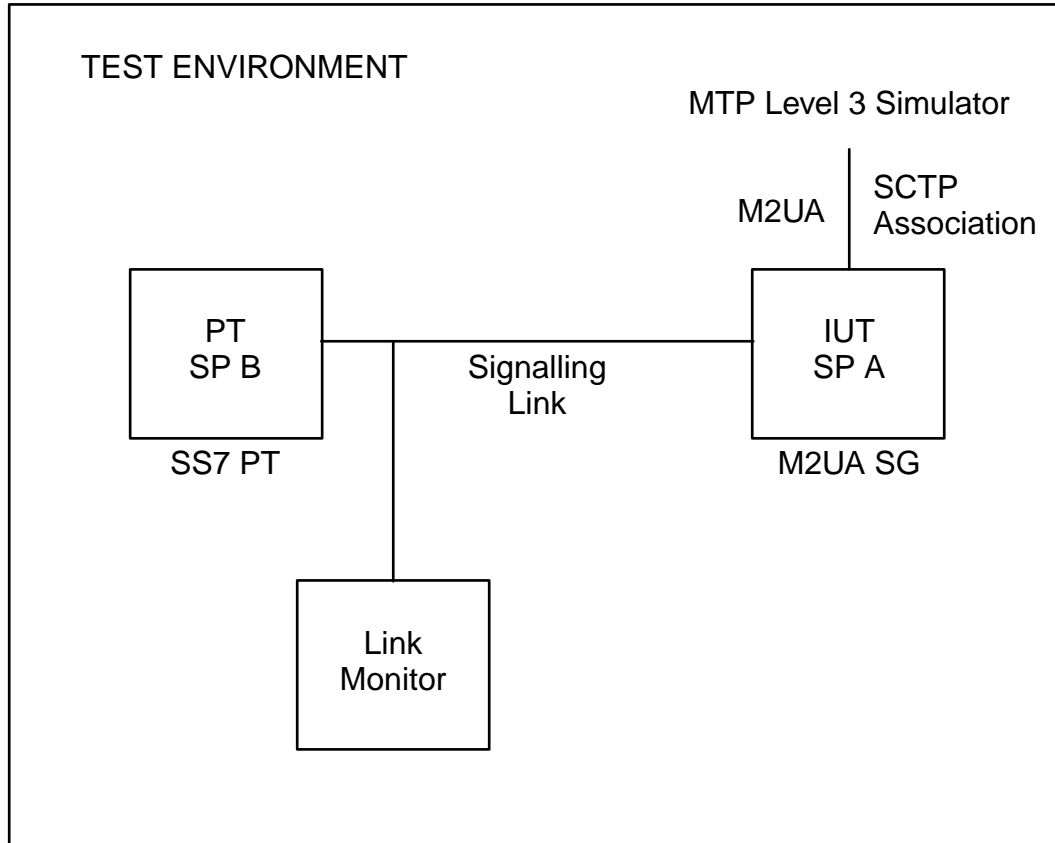 TEST ENVIRONMENT
MTP Level 3 Simulator
M2UA
SCTP
Association
PT
SP B
Signalling
Link
IUT
SP A
SS7 PT
M2UA SG
Link
Monitor